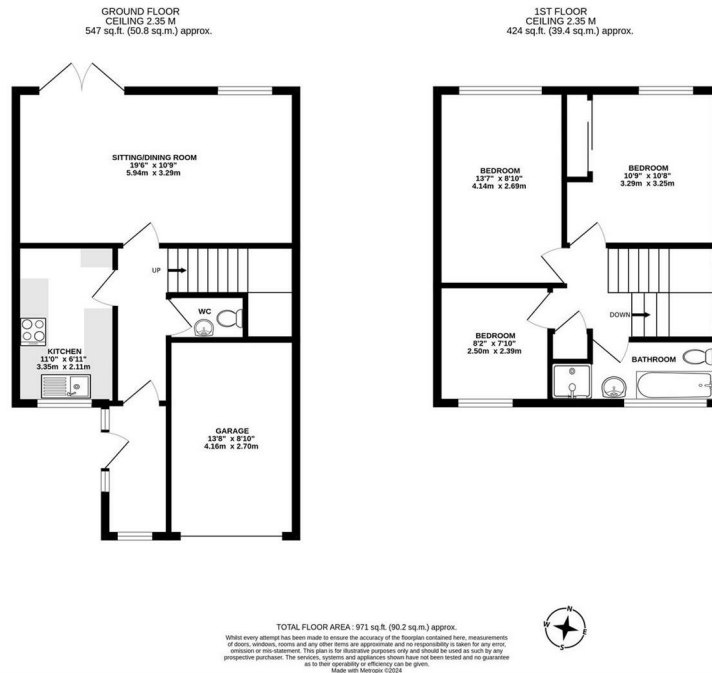 GROUND FLOOR
CEILING 2.35 M
547 sq.ft. (50.8 sq.m.) approx.
SITTING/DINING ROOM
19'6" x 10'9"
5.94m x 3.29m
UP
WC
KITCHEN
11'0" x 6'11"
3.35m x 2.11m
GARAGE
13'8" x 8'10"
4.16m x 2.70m
1ST FLOOR
CEILING 2.35 M
424 sq.ft. (39.4 sq.m.) approx.
BEDROOM
13'7" x 8'10"
4.14m x 2.69m
BEDROOM
10'9" x 10'8"
3.29m x 3.25m
DOWN
BEDROOM
8'2" x 7'10"
2.50m x 2.39m
BATHROOM
TOTAL FLOOR AREA : 971 sq.ft. (90.2 sq.m.) approx.
Whilst every attempt has been made to ensure the accuracy of the floorplan contained here, measurements
of doors, windows, rooms and any other items are approximate and no responsibility is taken for any error,
omission or mis-statement. This plan is for illustrative purposes only and should be used as such by any
prospective purchaser. The services, systems and appliances shown have not been tested and no guarantee
as to their operability or efficiency can be given.
Made with Metropix ©2024
N
W
E
S